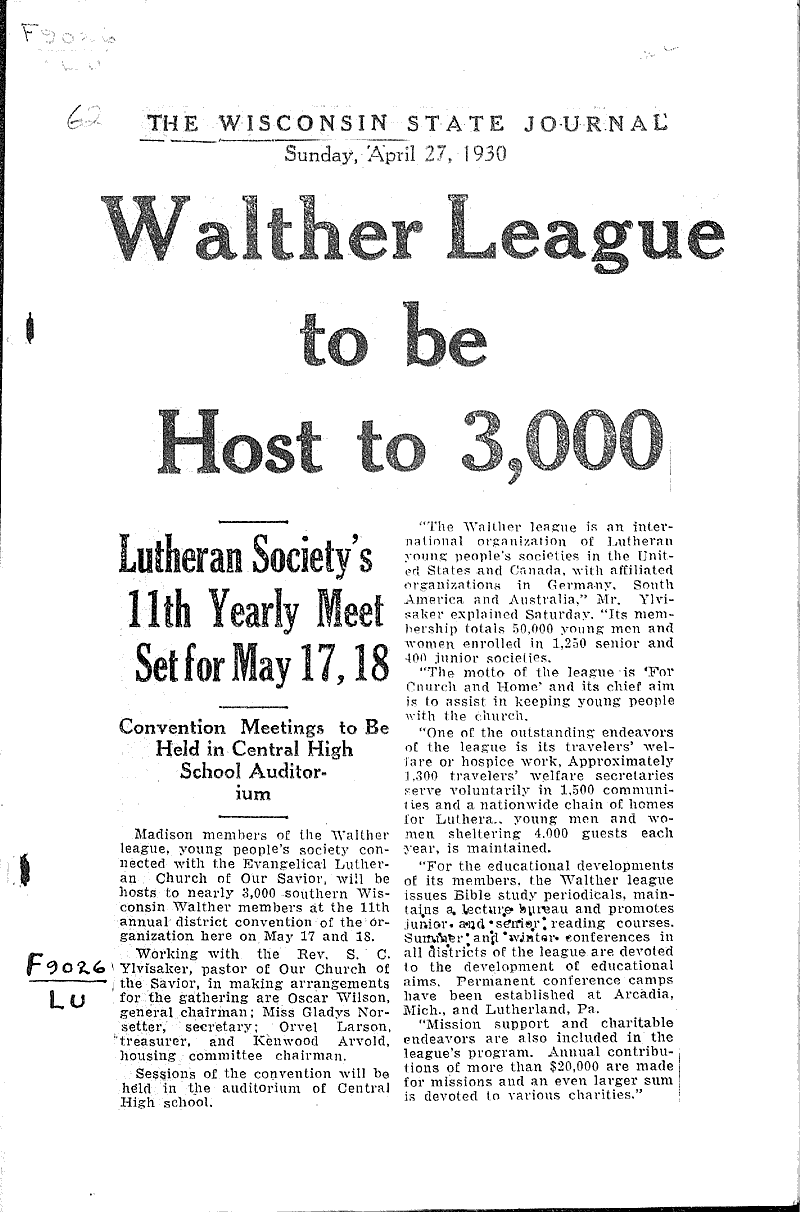 F9026
LU
62
THE WISCONSIN STATE JOURNAL
Sunday, April 27, 1930
Walther League
to be
Host to 3,000
Lutheran Society's
11th Yearly Meet
Set for May 17, 18
Convention Meetings to Be
Held in Central High
School Auditor-
ium
Madison members of the Walther
league, young people's society con-
nected with the Evangelical Luther-
an Church of Our Savior, will be
hosts to nearly 3,000 southern Wis-
consin Walther members at the 11th
annual district convention of the or-
ganization here on May 17 and 18.
Working with the Rev. S. C.
Ylvisaker, pastor of Our Church of
the Savior, in making arrangements
for the gathering are Oscar Wilson,
general chairman; Miss Gladys Nor-
setter, secretary; Orvel Larson,
treasurer, and Kenwood Arvold,
housing committee chairman.
Sessions of the convention will be
held in the auditorium of Central
High school.
F9026
LU
"The Walther league is an inter-
national organization of Lutheran
young people's societies in the Unit-
ed States and Canada, with affiliated
organizations in Germany, South
America and Australia," Mr. Ylvi-
saker explained Saturday. "Its mem-
bership totals 50,000 young men and
women enrolled in 1,250 senior and
400 junior societies.
"The motto of the league is 'For
Church and Home' and its chief aim
is to assist in keeping young people
with the church.
"One of the outstanding endeavors
of the league is its travelers' wel-
fare or hospice work. Approximately
1,300 travelers' welfare secretaries
serve voluntarily in 1,500 communi-
ties and a nationwide chain of homes
for Luthera.. young men and wo-
men sheltering 4,000 guests each
year, is maintained.
"For the educational developments
of its members, the Walther league
issues Bible study periodicals, main-
tains a lecture bureau and promotes
junior and senior reading courses.
Summer and winter conferences in
all districts of the league are devoted
to the development of educational
aims. Permanent conference camps
have been established at Arcadia,
Mich., and Lutherland, Pa.
"Mission support and charitable
endeavors are also included in the
league's program. Annual contribu-
tions of more than $20,000 are made
for missions and an even larger sum
is devoted to various charities."